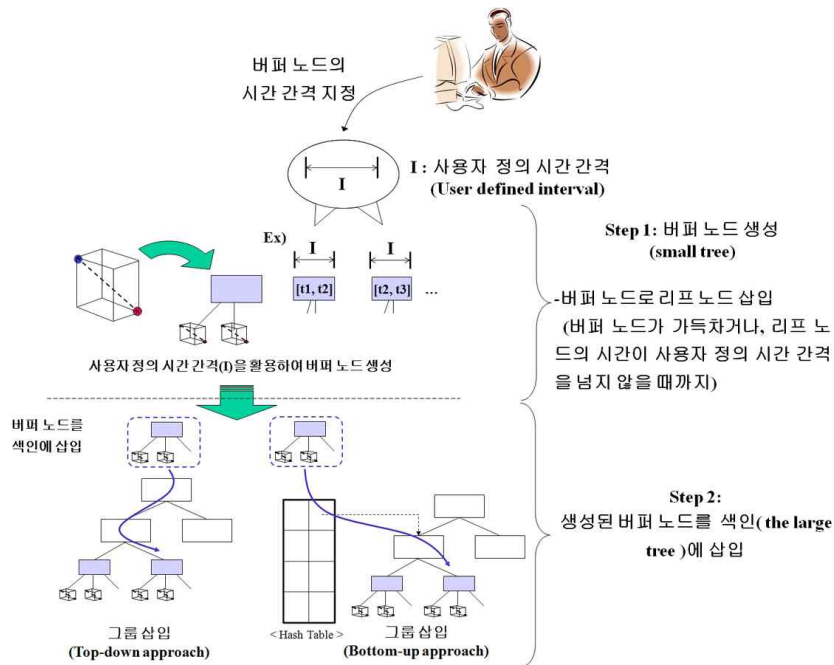 버퍼 노드의
시간 간격 지정
I
I : 사용자 정의 시간 간격
(User defined interval)
Ex)
I
I
[t1, t2]
[t2, t3]
...
사용자 정의 시간 간격(I)을 활용하여 버퍼 노드 생성
Step 1: 버퍼 노드 생성
(small tree)
-버퍼 노드로 리프 노드 삽입
(버퍼 노드가 가득차거나, 리프 노
드의 시간이 사용자 정의 시간 간격
을 넘지 않을 때까지)
버퍼 노드를
색인에 삽입
그룹 삽입
(Top-down approach)
< Hash Table >
그룹 삽입
(Bottom-up approach)
Step 2:
생성된 버퍼 노드를 색인( the large
tree )에 삽입